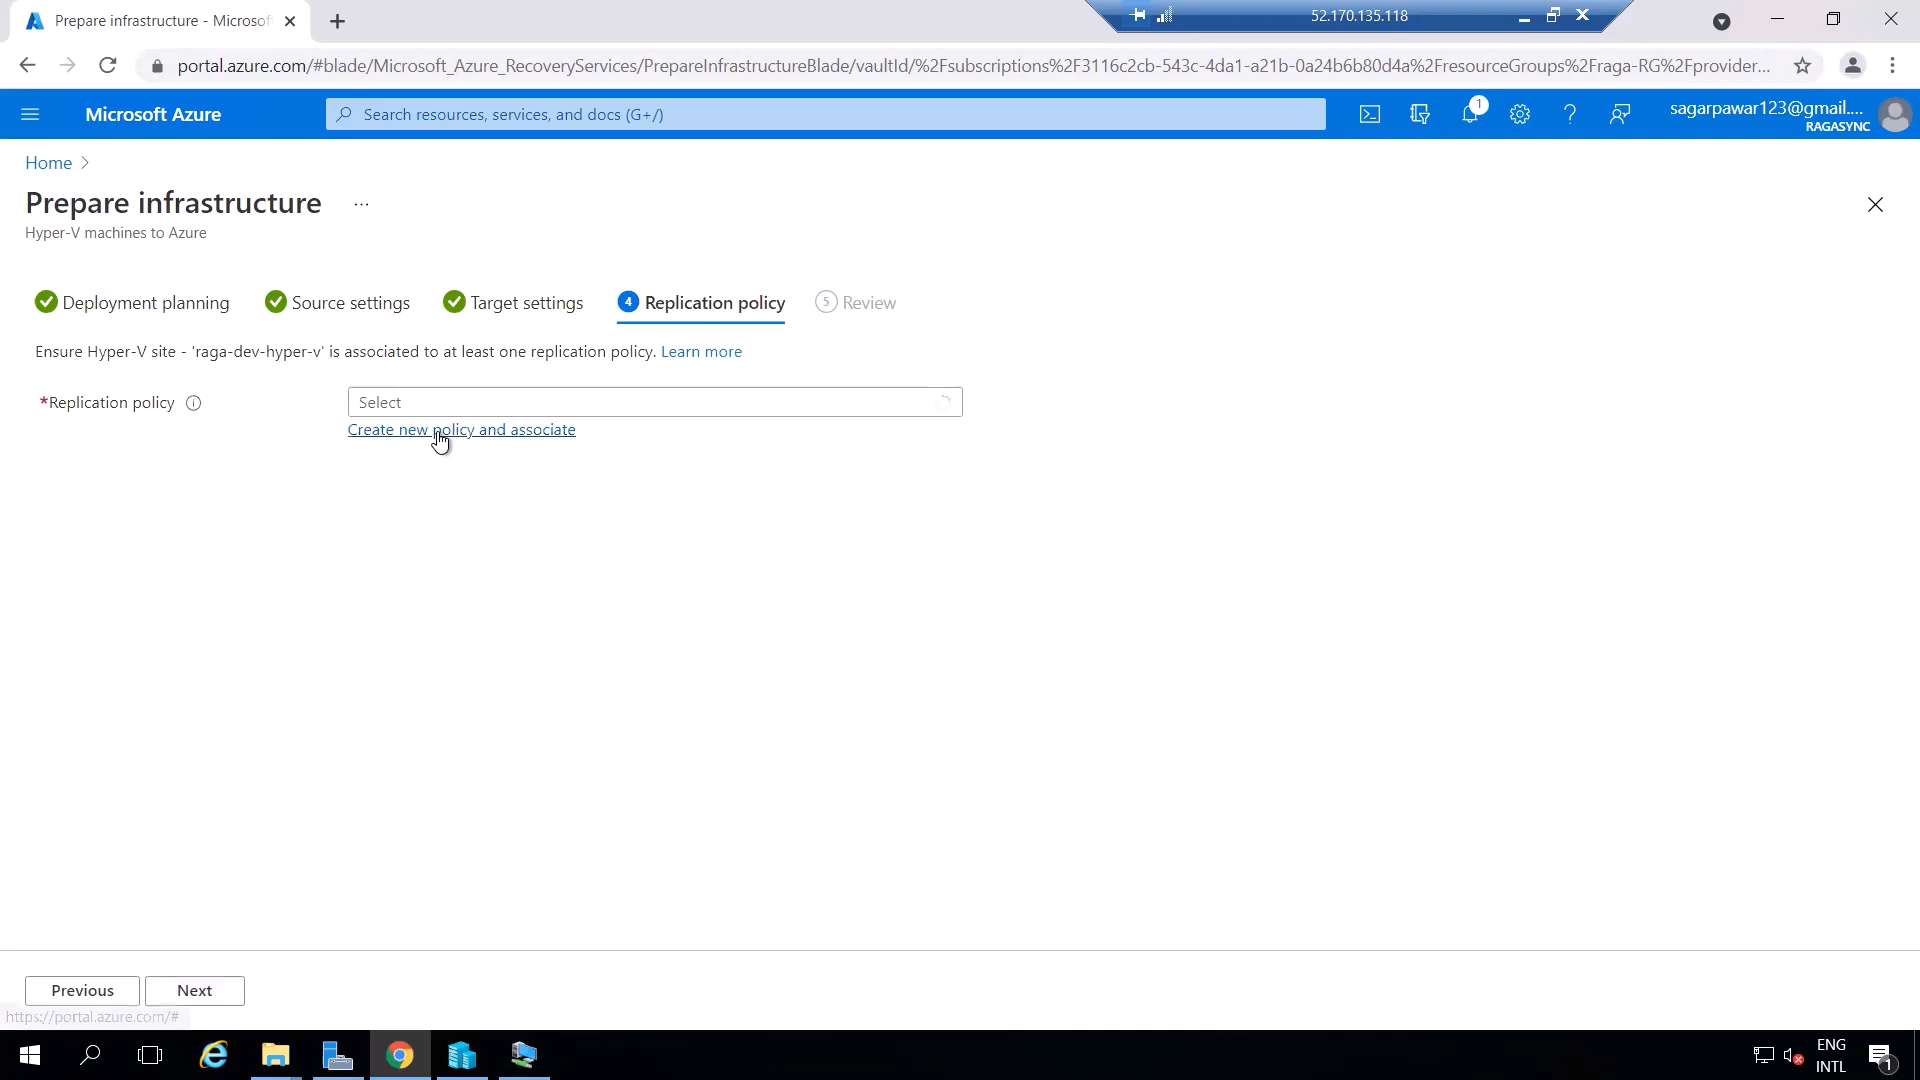 Prepare infrastructure - Microsof
52.170.135.118
portal.azure.com/#blade/Microsoft_Azure_RecoveryServices/PrepareInfrastructureBlade/vaultId/%2Fsubscriptions%2F3116c2cb-543c-4da1-a21b-0a24b6b80d4a%2FresourceGroups%2Fraga-RG%2Fprovider...
Microsoft Azure
Search resources, services, and docs (G+/)
1
sagarpawar123@gmail....
RAGASYNC
Home
Prepare infrastructure ...
Hyper-V machines to Azure
Deployment planning
Source settings
Target settings
4 Replication policy
5 Review
Ensure Hyper-V site - 'raga-dev-hyper-v' is associated to at least one replication policy. Learn more
*Replication policy
Select
Create new policy and associate
Previous
Next
https://portal.azure.com/#
ENG
INTL
1